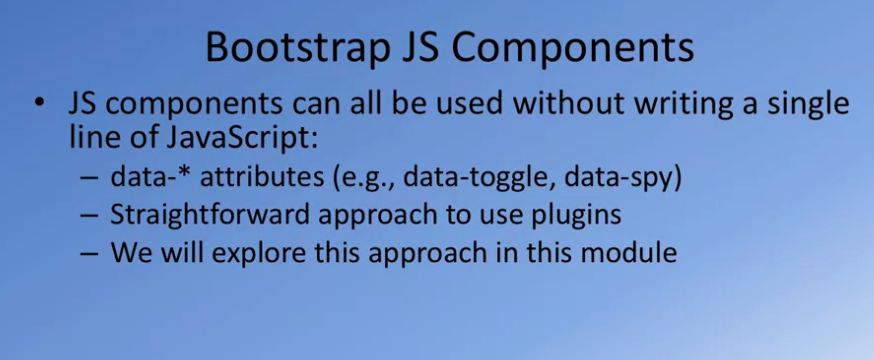 Bootstrap JS Components
• JS components can all be used without writing a single
line of JavaScript:
– data-* attributes (e.g., data-toggle, data-spy)
– Straightforward approach to use plugins
– We will explore this approach in this module